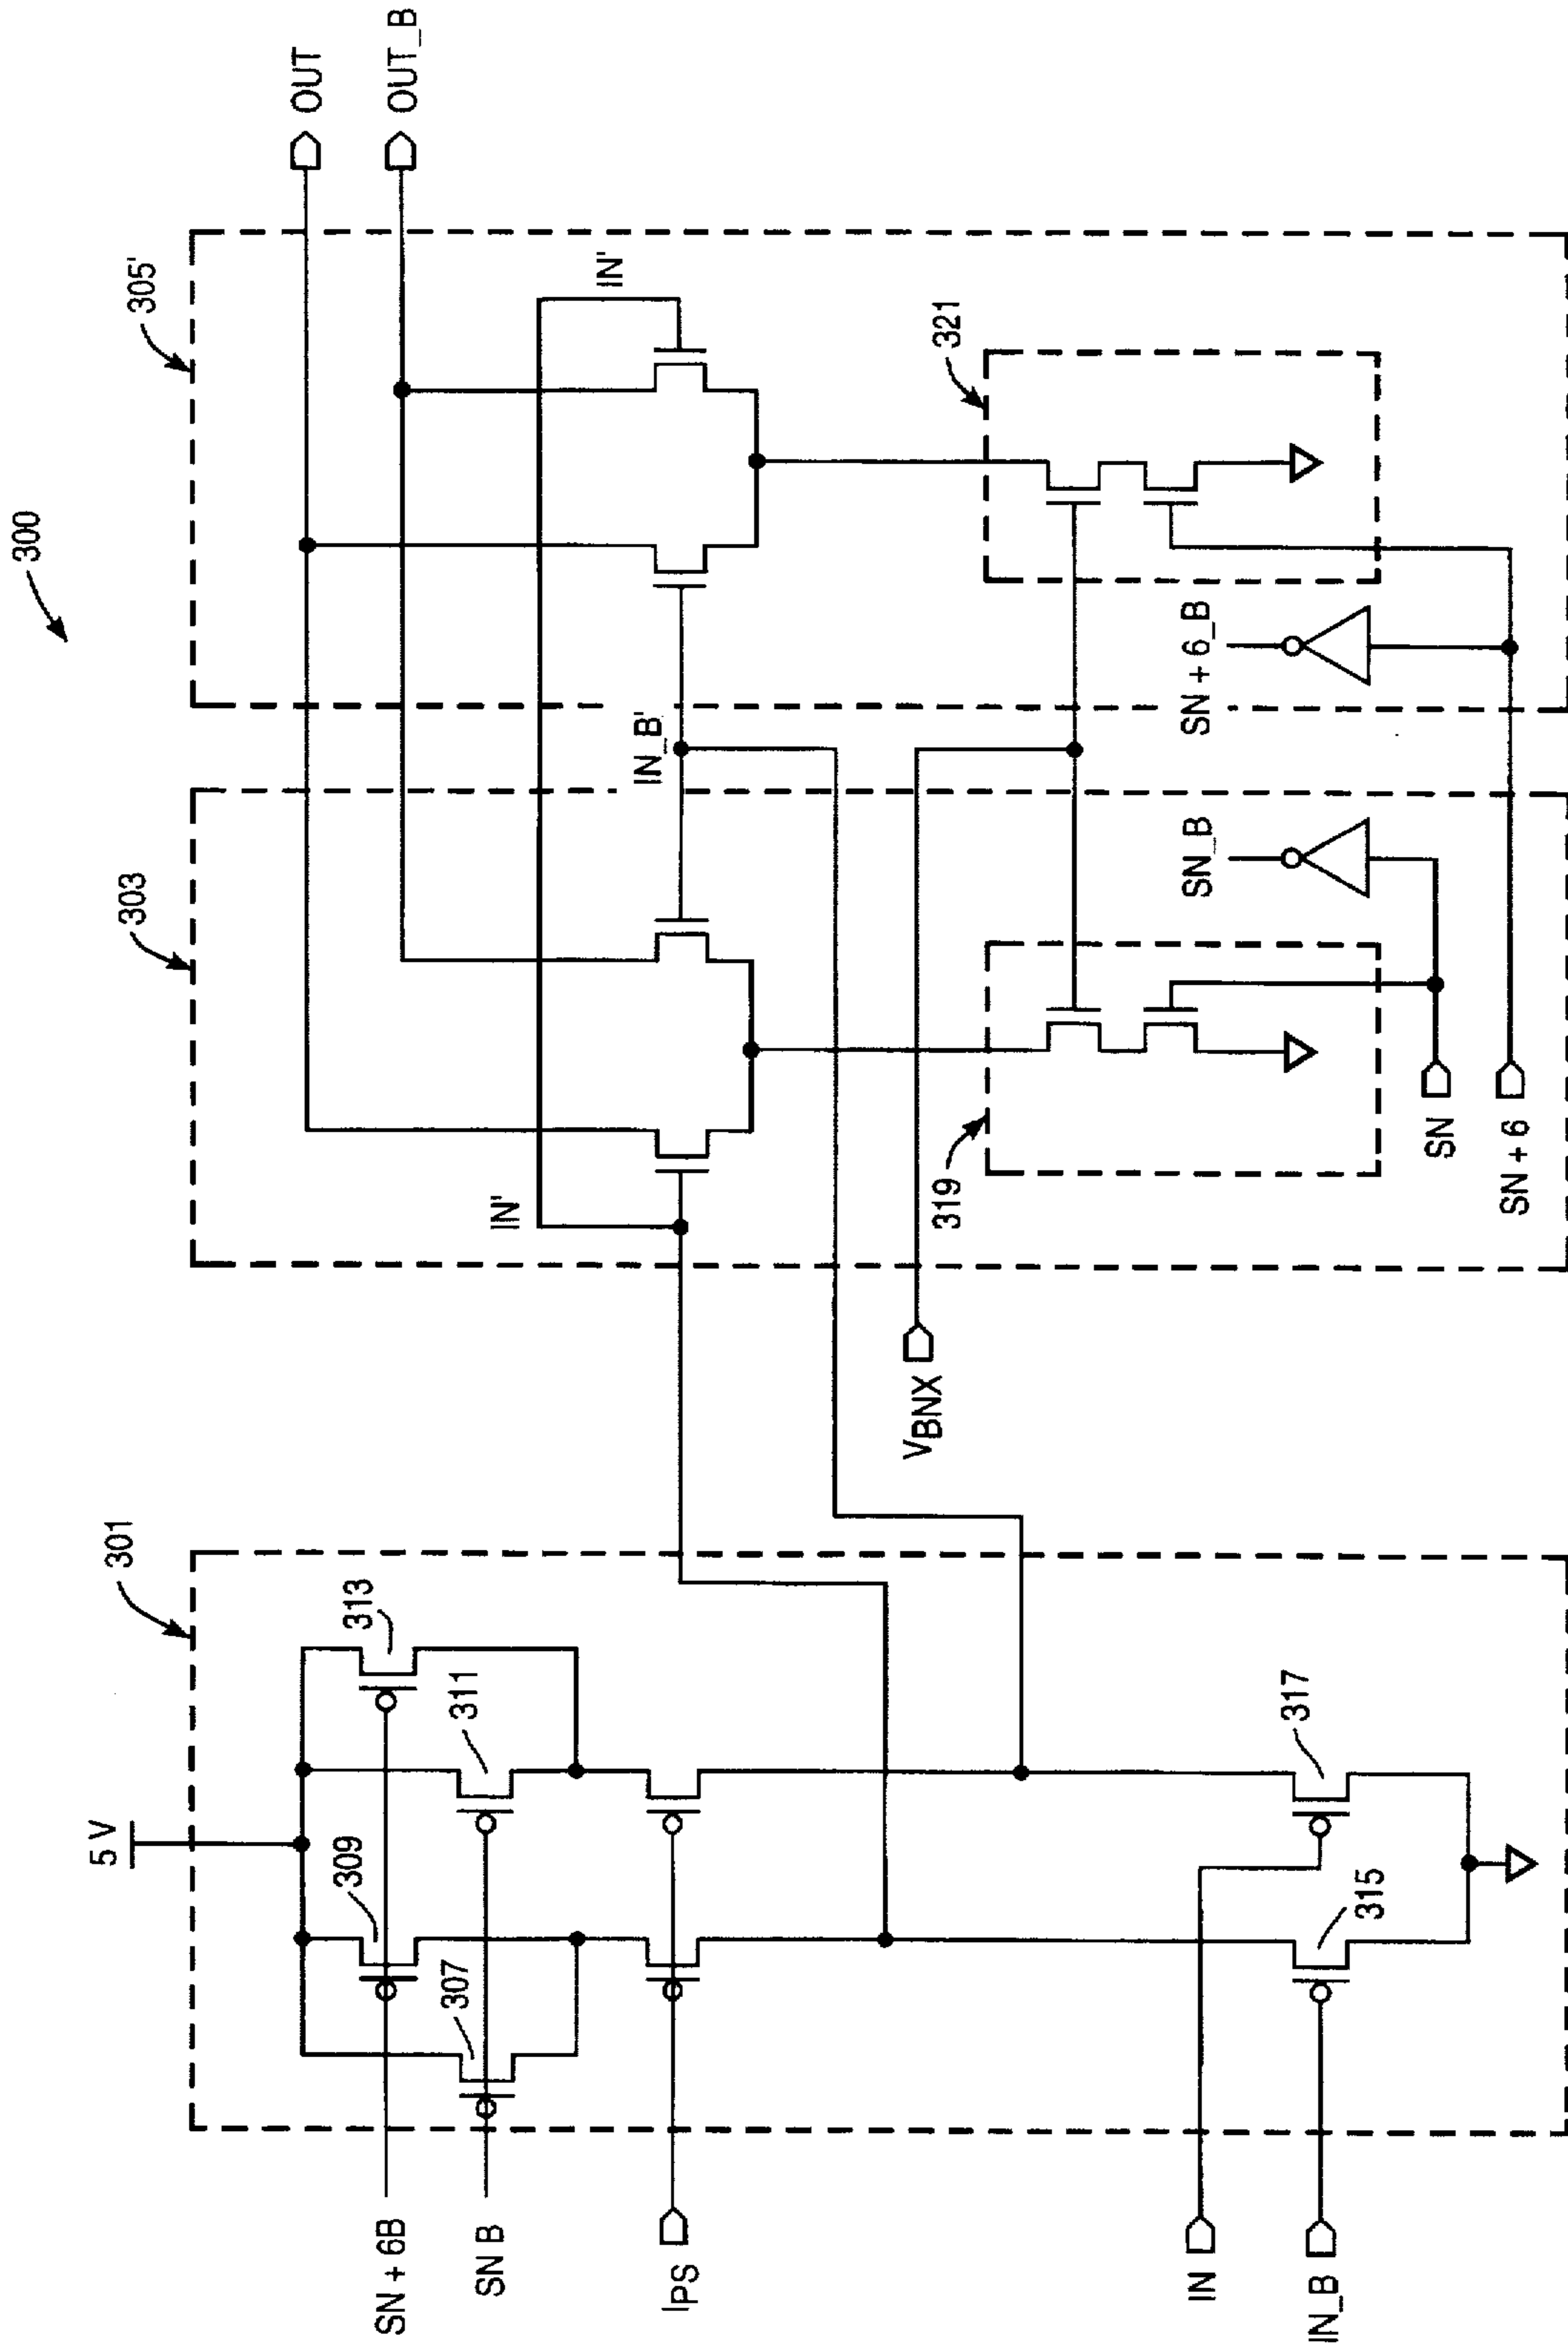 300
301
303
305'
5 V
313
309
311
307
SN + 6B
SN B
IPS
IN
IN_B
315
317
VBNX
IN'
IN_B'
IN'
OUT
OUT_B
319
321
SN_B
SN + 6_B
SN
SN + 6